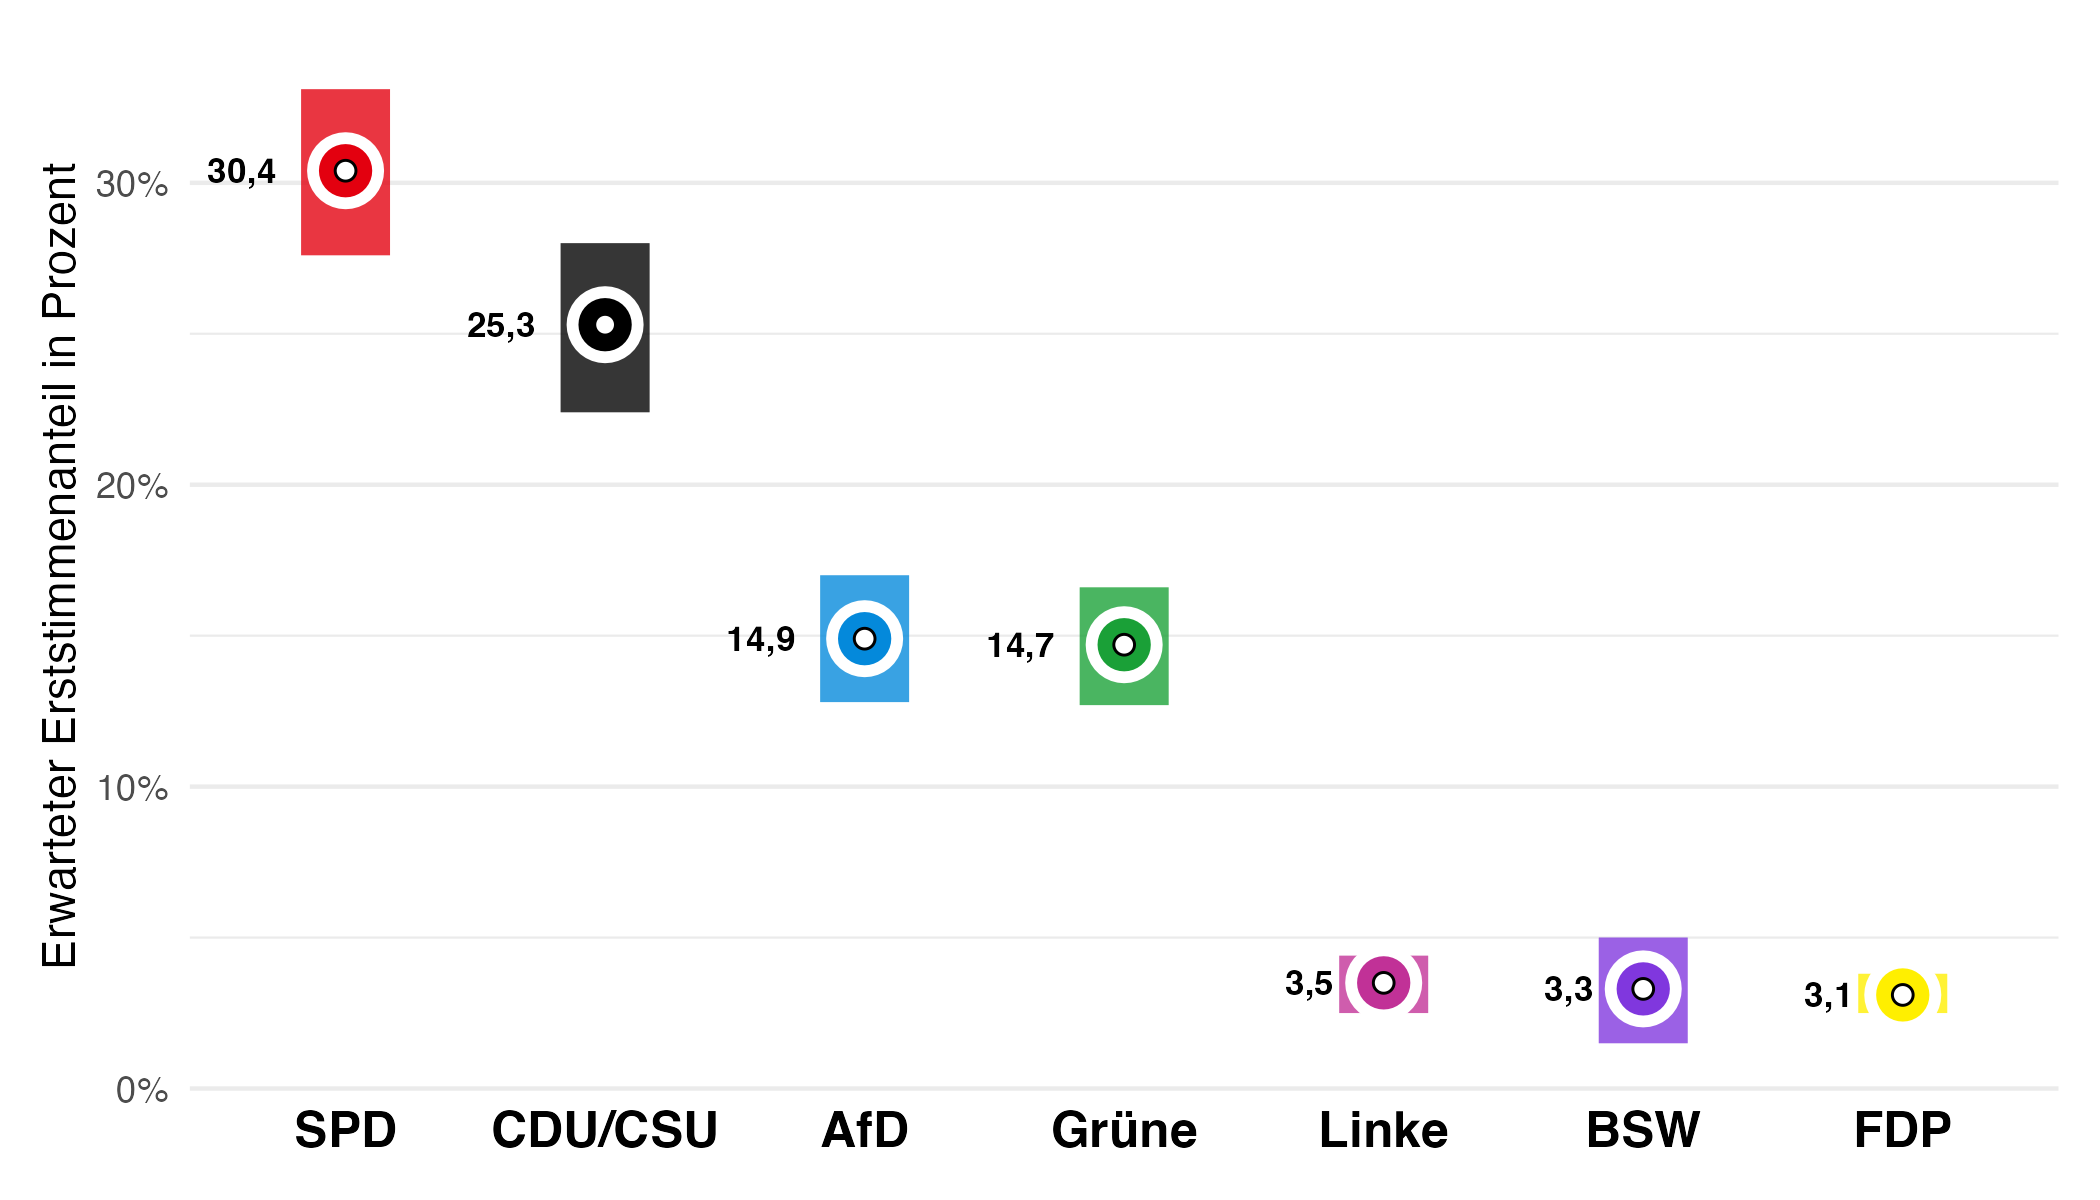 Erwarteter Erststimmenanteil in Prozent
30%
20%
10%
0%
30,4
25,3
14,9
14,7
3,5
3,3
3,1
SPD
CDU/CSU
AfD
Grüne
Linke
BSW
FDP